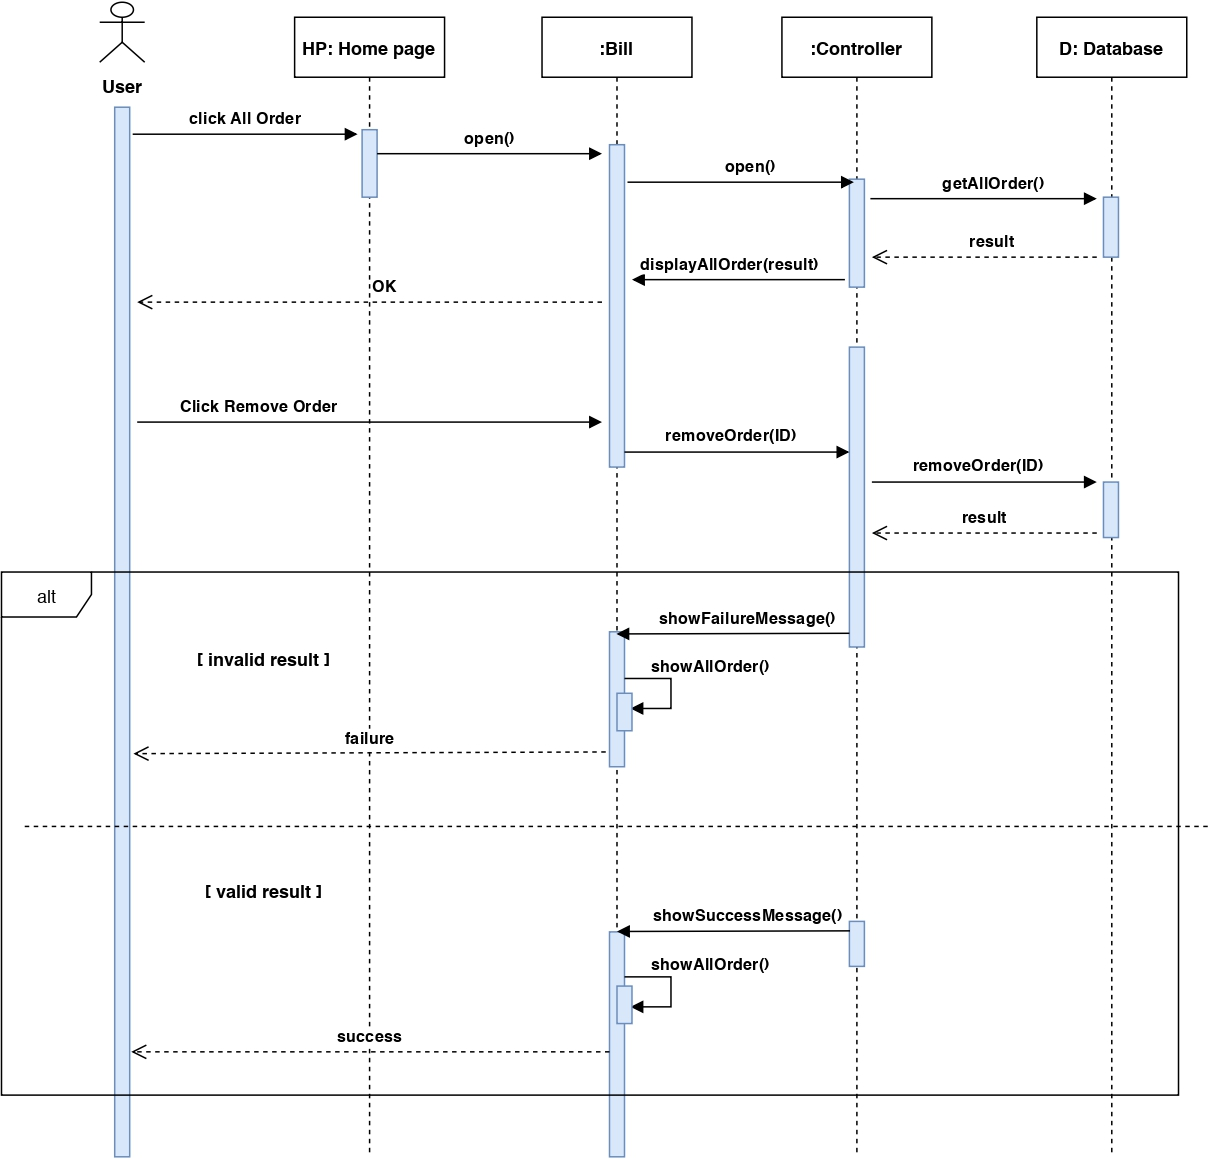 User
HP: Home page
:Bill
:Controller
D: Database
click All Order
open()
open()
getAllOrder()
result
displayAllOrder(result)
OK
Click Remove Order
removeOrder(ID)
removeOrder(ID)
result
alt
showFailureMessage()
[ invalid result ]
showAllOrder()
failure
[ valid result ]
showSuccessMessage()
showAllOrder()
success